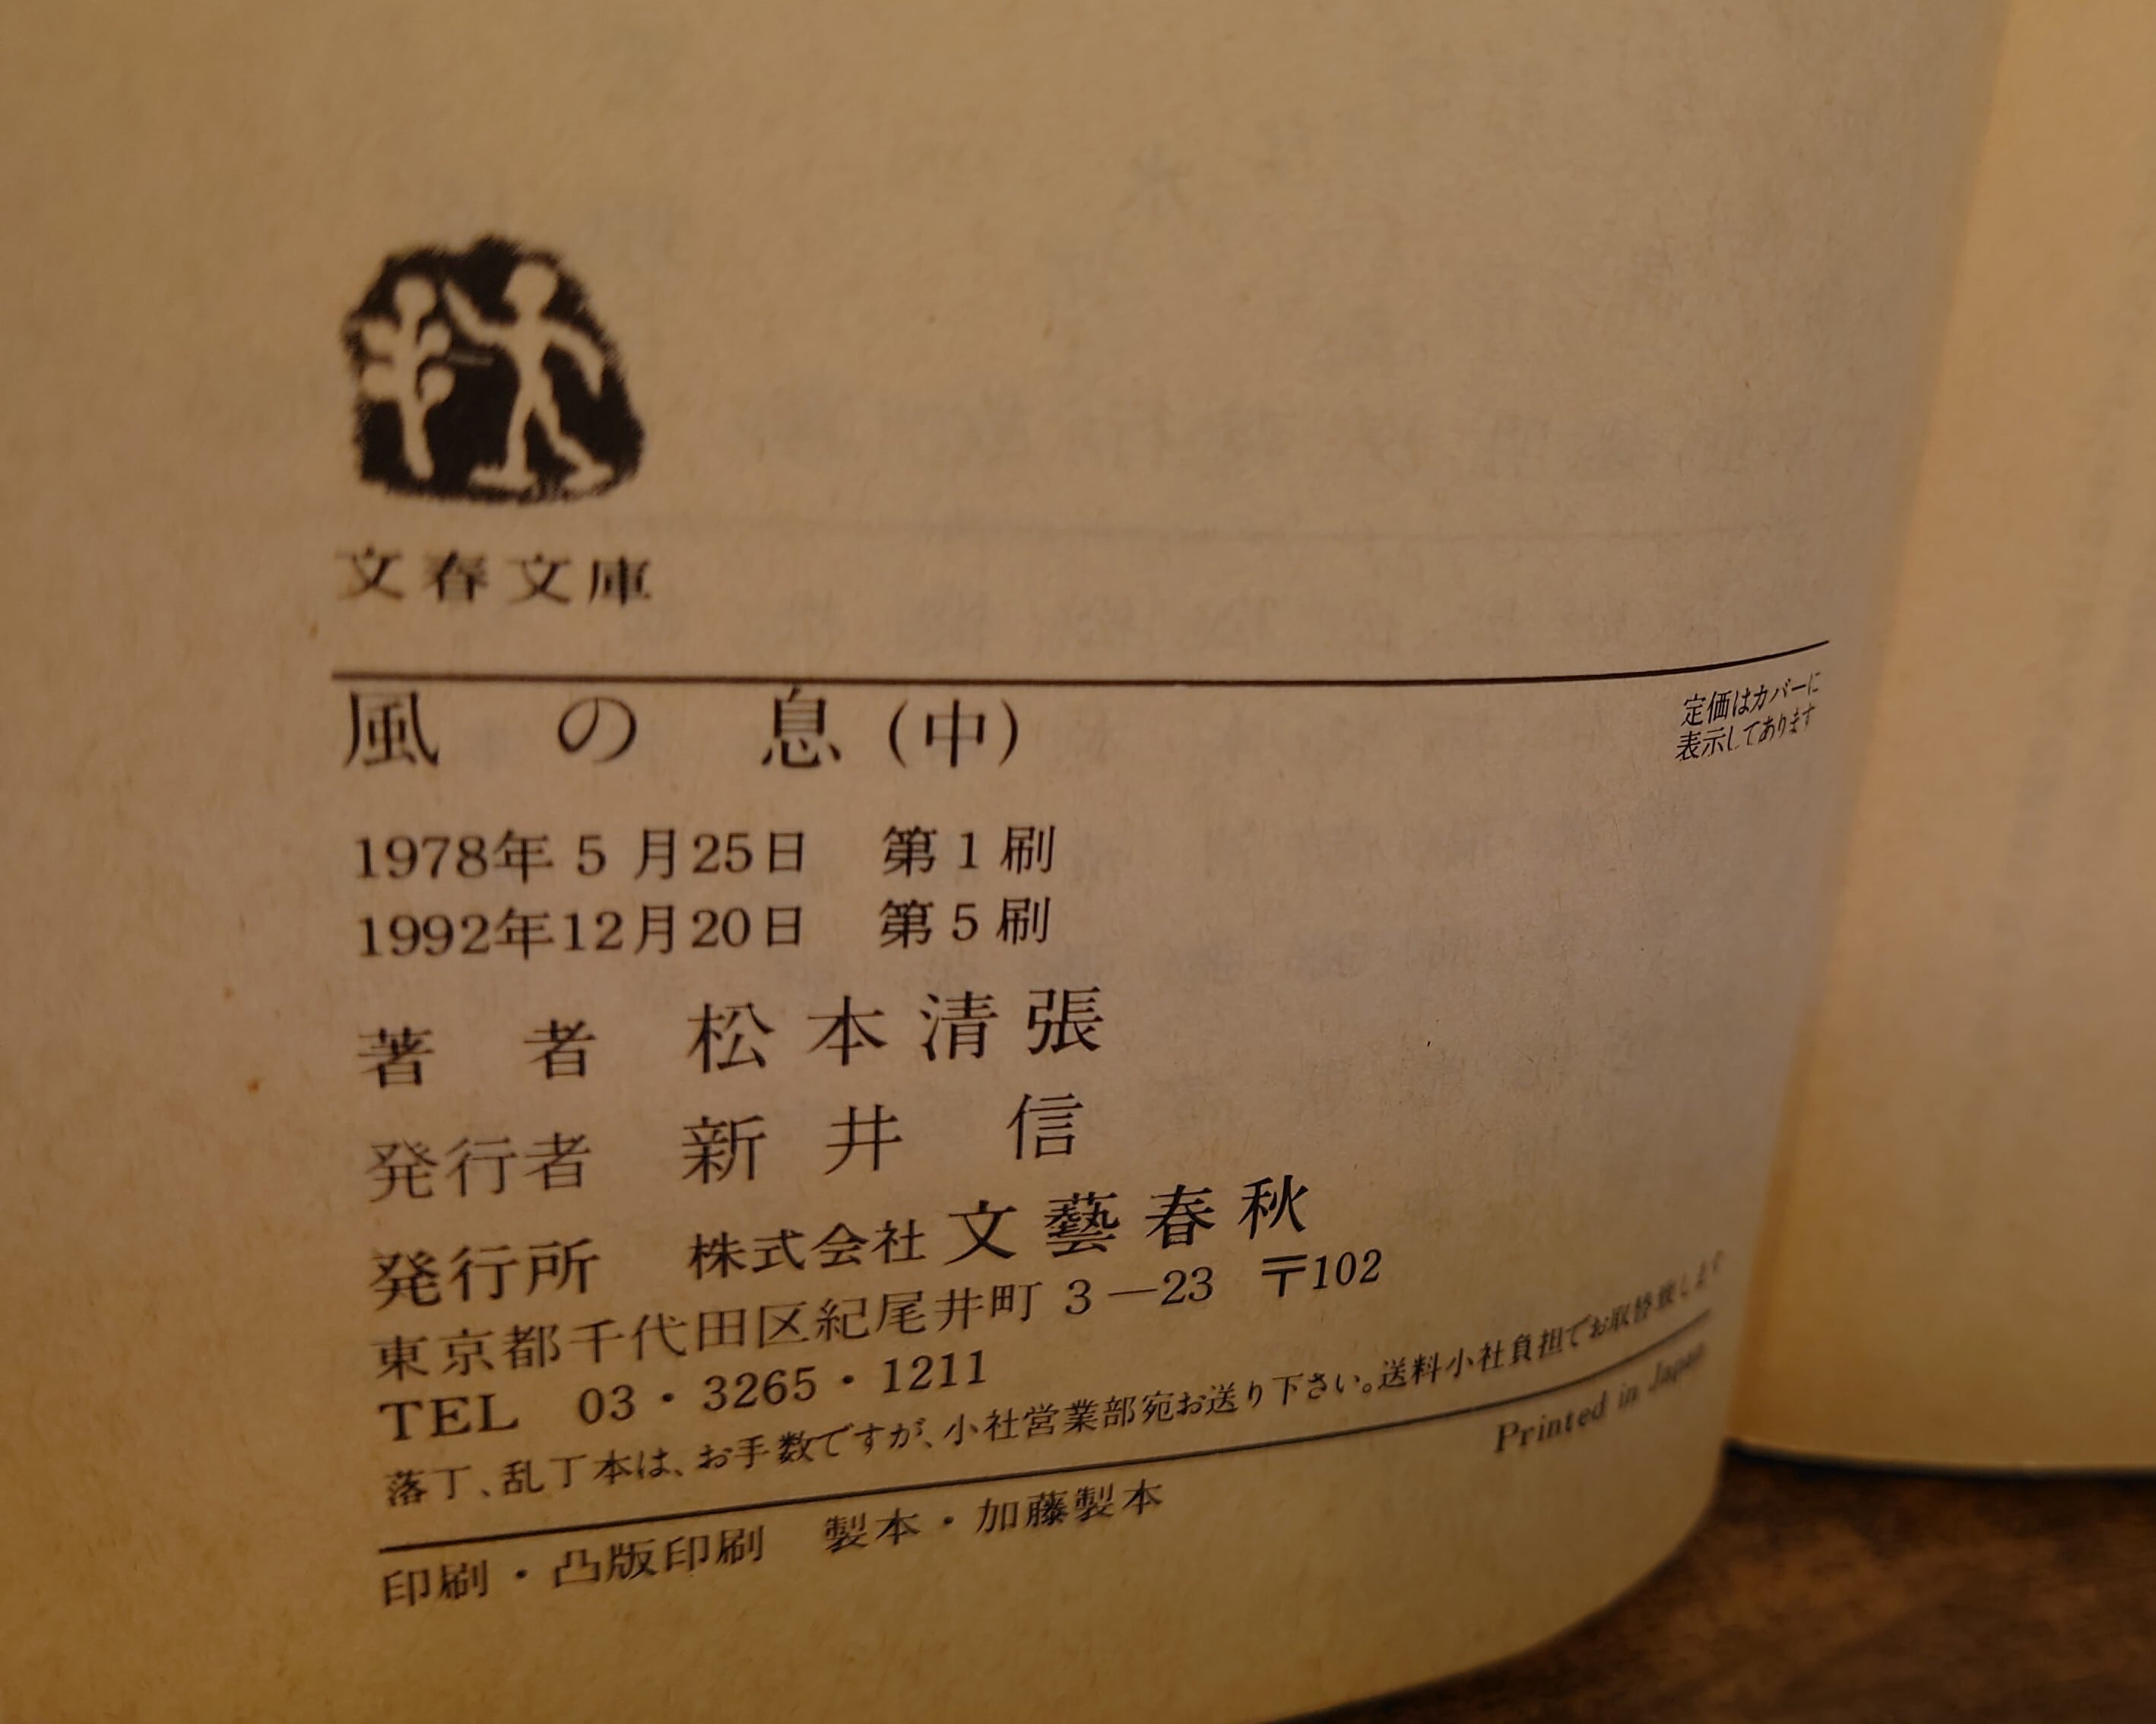 文春文庫
風の息(中)
定価はカバーに
表示してあります
1978年5月25日 第1刷
1992年12月20日 第5刷
著者 松本清張
発行者 新井信
発行所 株式会社 文藝春秋
東京都千代田区紀尾井町3―23 〒102
TEL 03・3265・1211
落丁、乱丁本は、お手数ですが、小社営業部宛お送り下さい。送料小社負担でお取替致します
Printed in Japan
印刷・凸版印刷 製本・加藤製本